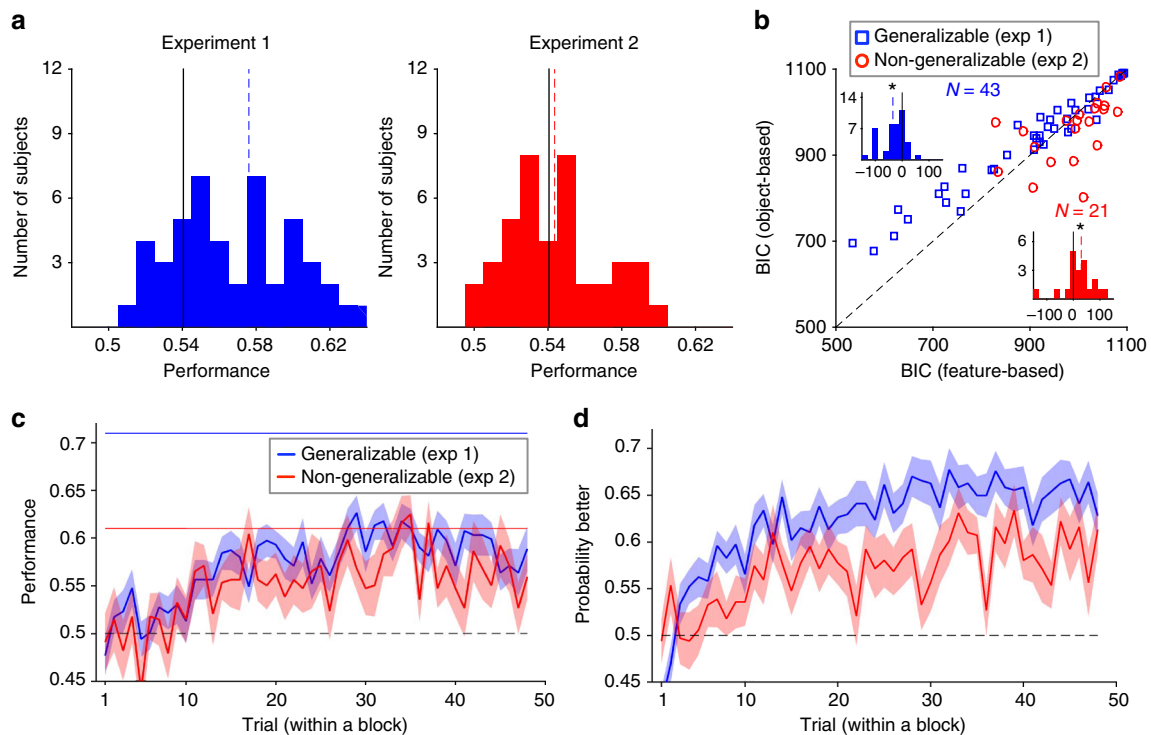 a
Experiment 1
Experiment 2
Number of subjects
12
9
6
3
0.5
0.54
0.58
0.62
Performance
Number of subjects
12
9
6
3
0.5
0.54
0.58
0.62
Performance
b
Generalizable (exp 1)
Non-generalizable (exp 2)
BIC (object-based)
1100
900
700
500
500
700
900
1100
BIC (feature-based)
N = 43
14
7
*
−100 0 100
N = 21
6
3
*
−100 0 100
c
Generalizable (exp 1)
Non-generalizable (exp 2)
Performance
0.7
0.65
0.6
0.55
0.5
0.45
1
10
20
30
40
50
Trial (within a block)
d
Probability better
0.7
0.65
0.6
0.55
0.5
0.45
1
10
20
30
40
50
Trial (within a block)